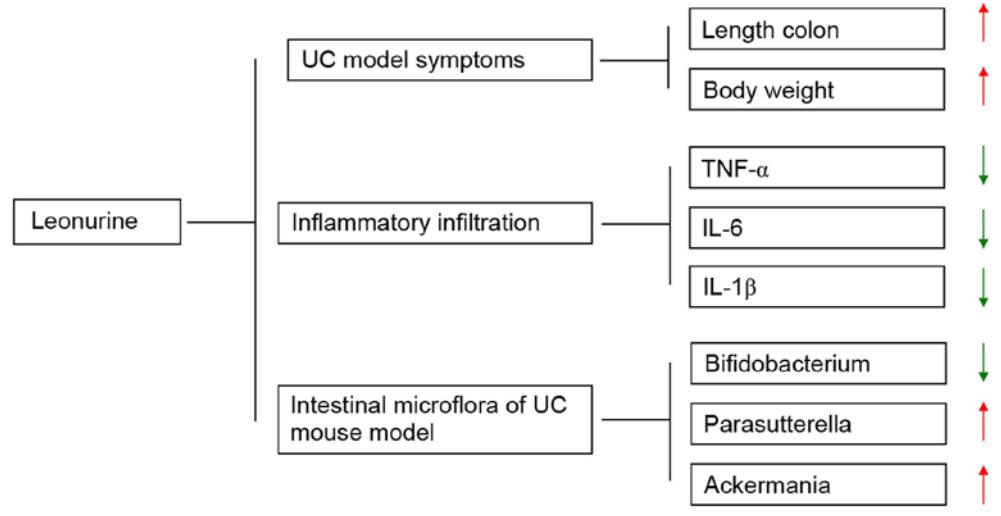 Leonurine
UC model symptoms
Length colon
Body weight
Inflammatory infiltration
TNF-α
IL-6
IL-1β
Intestinal microflora of UC
mouse model
Bifidobacterium
Parasutterella
Ackermania